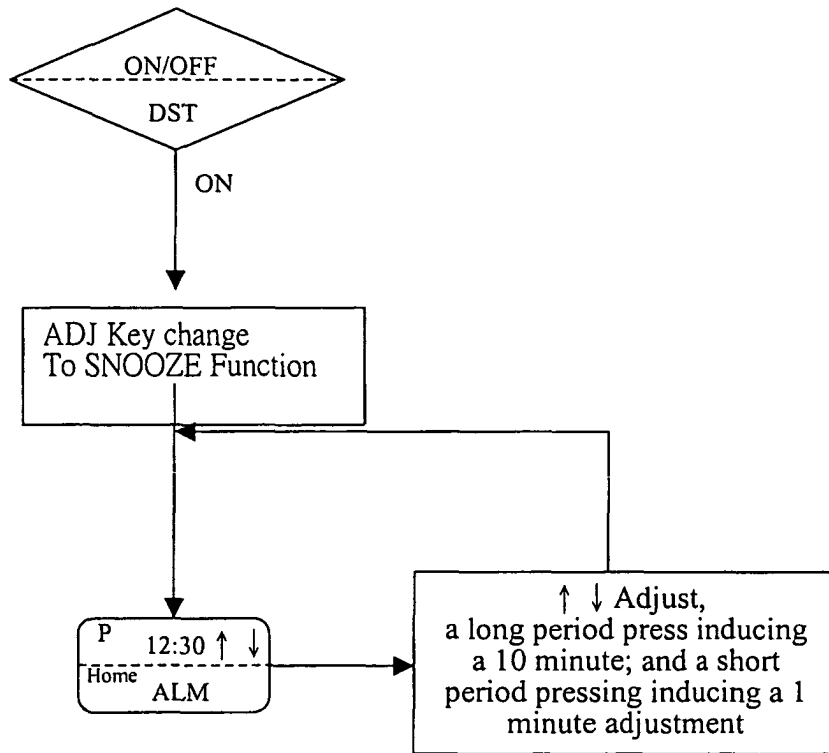 ON/OFF
DST
ON
ADJ Key change
To SNOOZE Function
P 12:30 ↑ ↓
Home
ALM
↑ ↓ Adjust,
a long period press inducing
a 10 minute; and a short
period pressing inducing a 1
minute adjustment